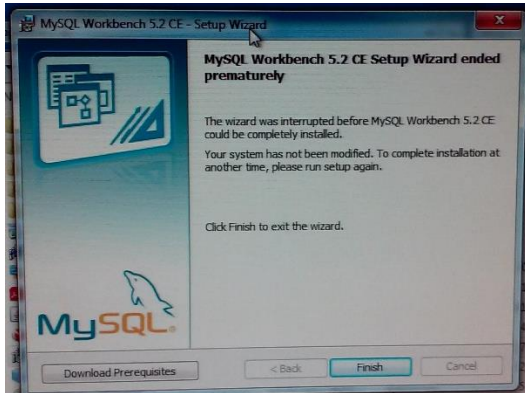 MySQL Workbench 5.2 CE - Setup Wizard
MySQL Workbench 5.2 CE Setup Wizard ended
prematurely
The wizard was interrupted before MySQL Workbench 5.2 CE
could be completely installed.
Your system has not been modified. To complete installation at
another time, please run setup again.
Click Finish to exit the wizard.
MySQL®
Download Prerequisites
< Back
Finish
Cancel